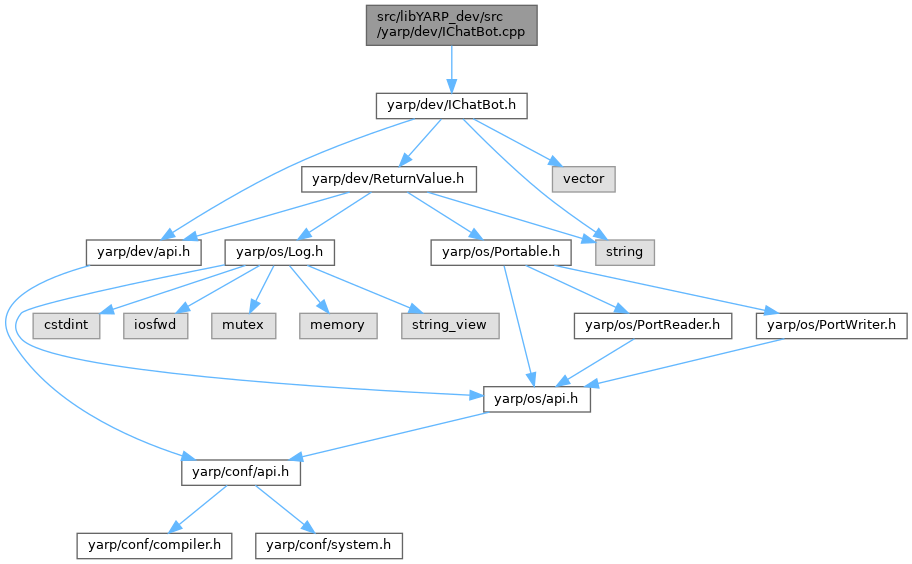 src/libYARP_dev/src
/yarp/dev/IChatBot.cpp
yarp/dev/IChatBot.h
yarp/dev/ReturnValue.h
vector
yarp/dev/api.h
yarp/os/Log.h
yarp/os/Portable.h
string
cstdint
iosfwd
mutex
memory
string_view
yarp/os/PortReader.h
yarp/os/PortWriter.h
yarp/os/api.h
yarp/conf/api.h
yarp/conf/compiler.h
yarp/conf/system.h